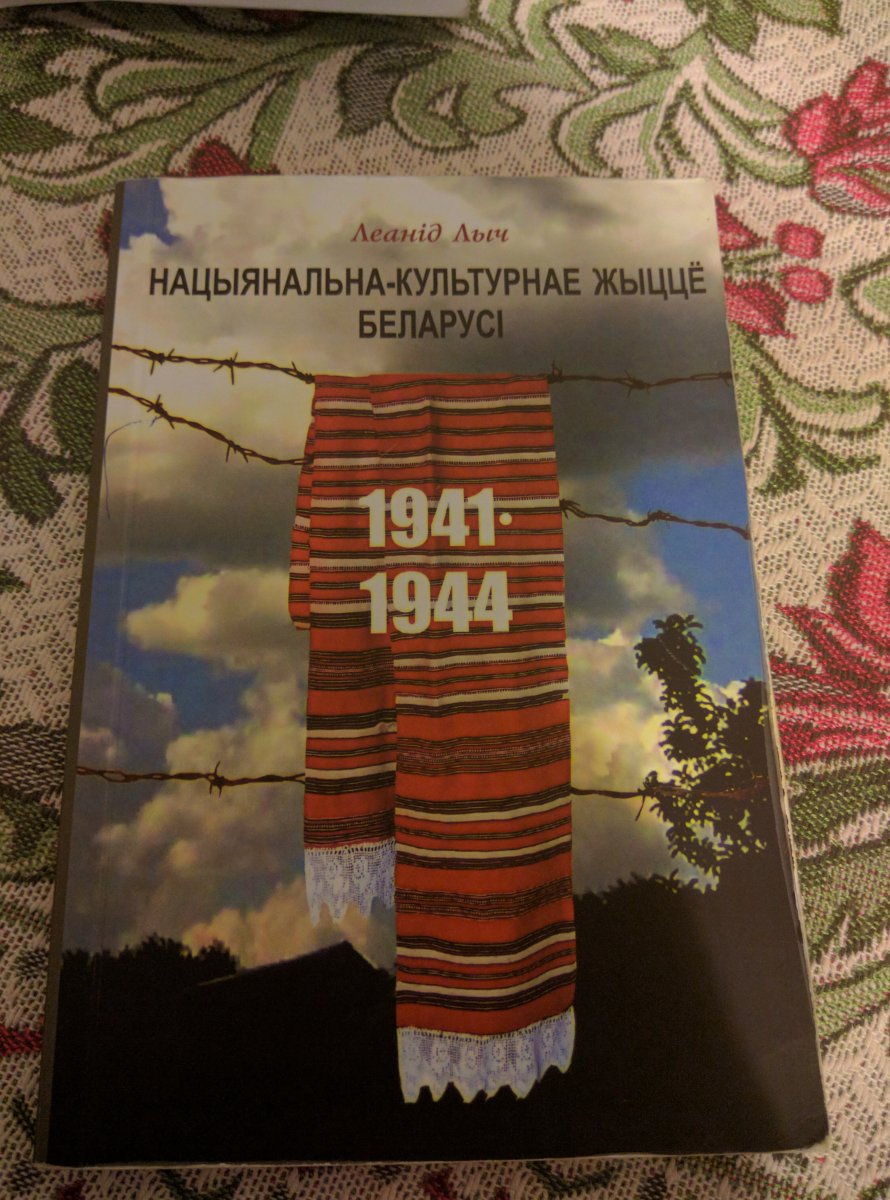 Леанід Лыч
НАЦЫЯНАЛЬНА-КУЛЬТУРНАЕ ЖЫЦЦЁ
БЕЛАРУСІ
1941-
1944